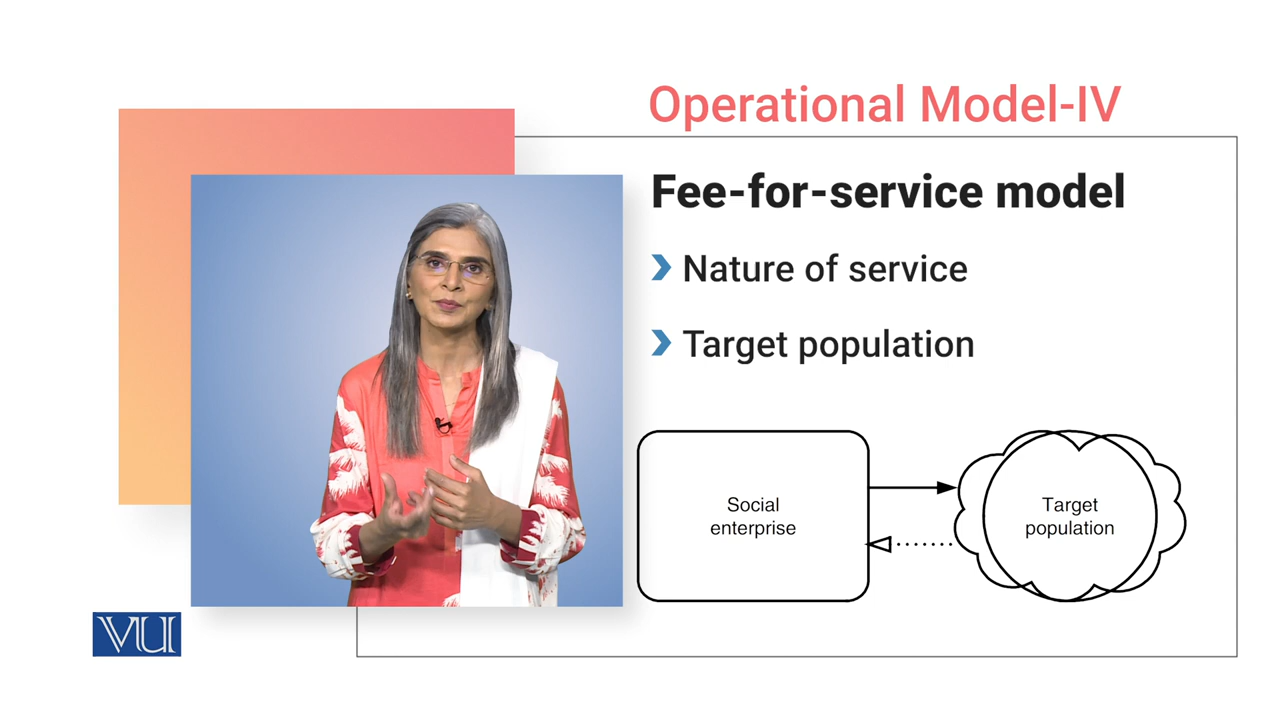 Operational Model-IV
Fee-for-service model
Nature of service
Target population
Social
enterprise
Target
population
VU